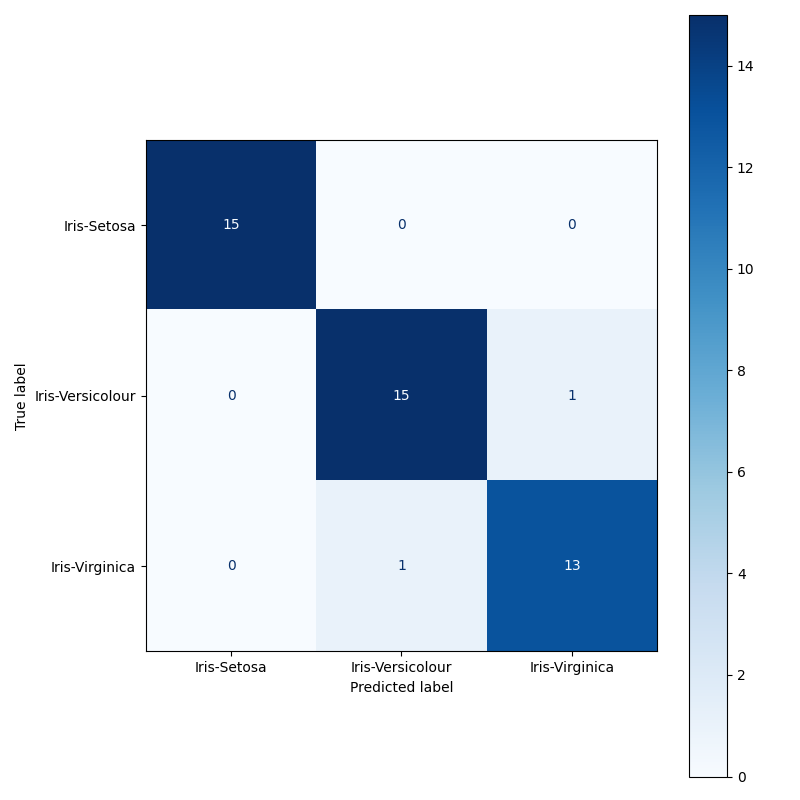 14
12
10
8
6
4
2
0
Iris-Setosa 15 0 0
Iris-Versicolour 0 15 1
Iris-Virginica 0 1 13
True label
Iris-Setosa Iris-Versicolour Iris-Virginica
Predicted label